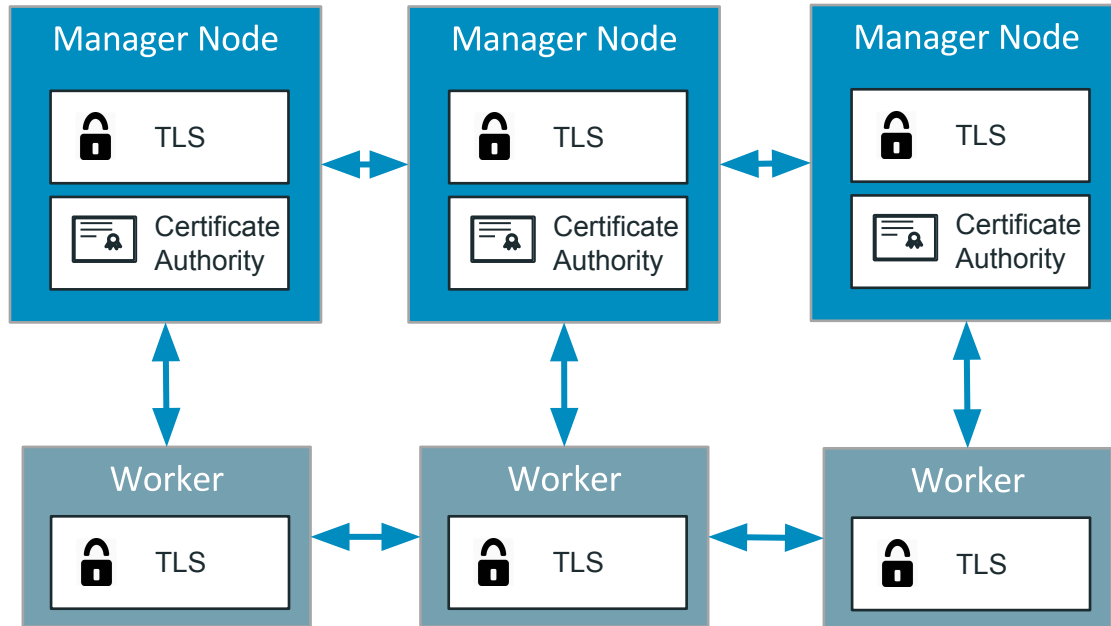 Manager Node
Manager Node
Manager Node
TLS
TLS
TLS
Certificate
Authority
Certificate
Authority
Certificate
Authority
Worker
Worker
Worker
TLS
TLS
TLS